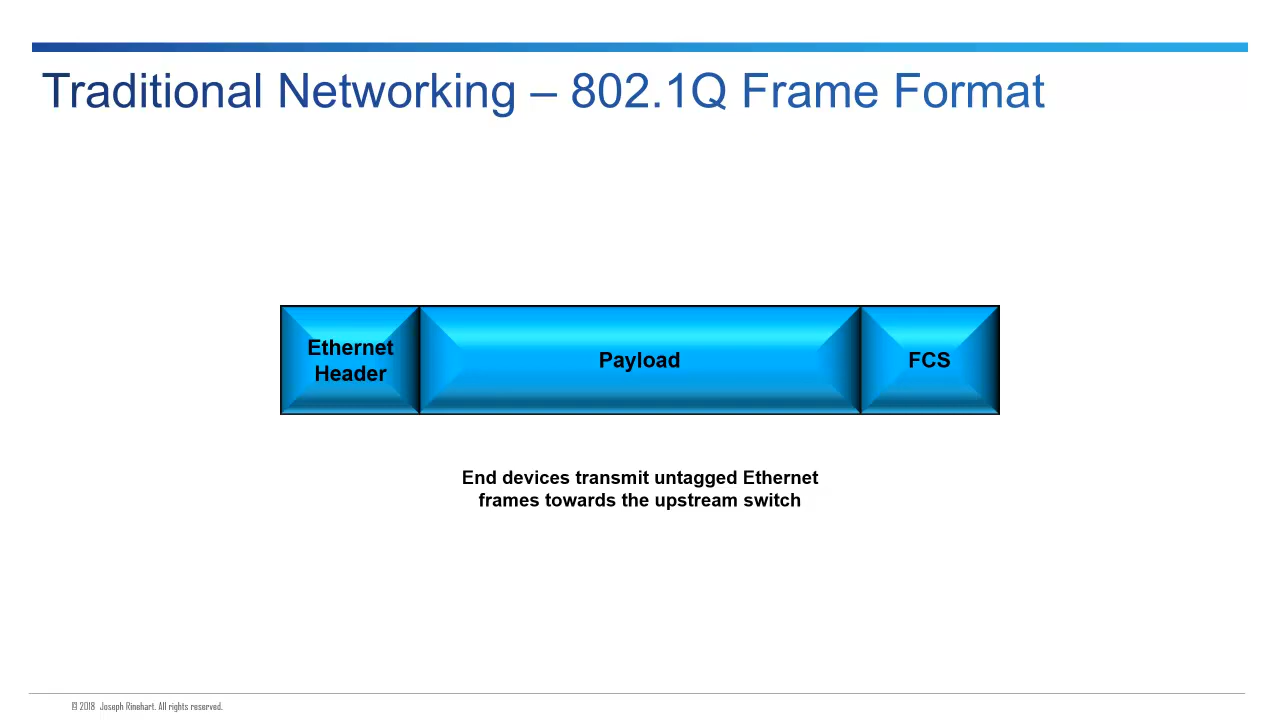 Traditional Networking – 802.1Q Frame Format
Ethernet
Header
Payload
FCS
End devices transmit untagged Ethernet
frames towards the upstream switch
© 2018 Joseph Rinehart. All rights reserved.